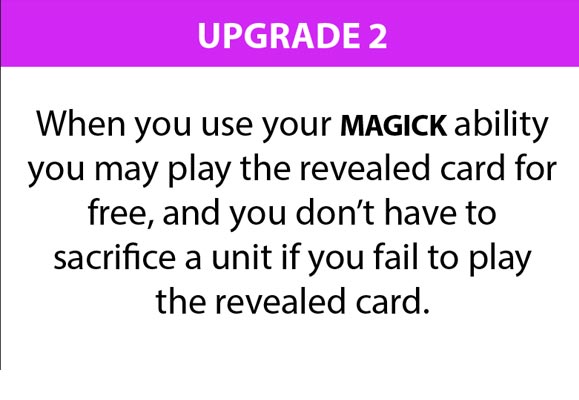 UPGRADE 2
When you use your MAGICK ability
you may play the revealed card for
free, and you don’t have to
sacrifice a unit if you fail to play
the revealed card.